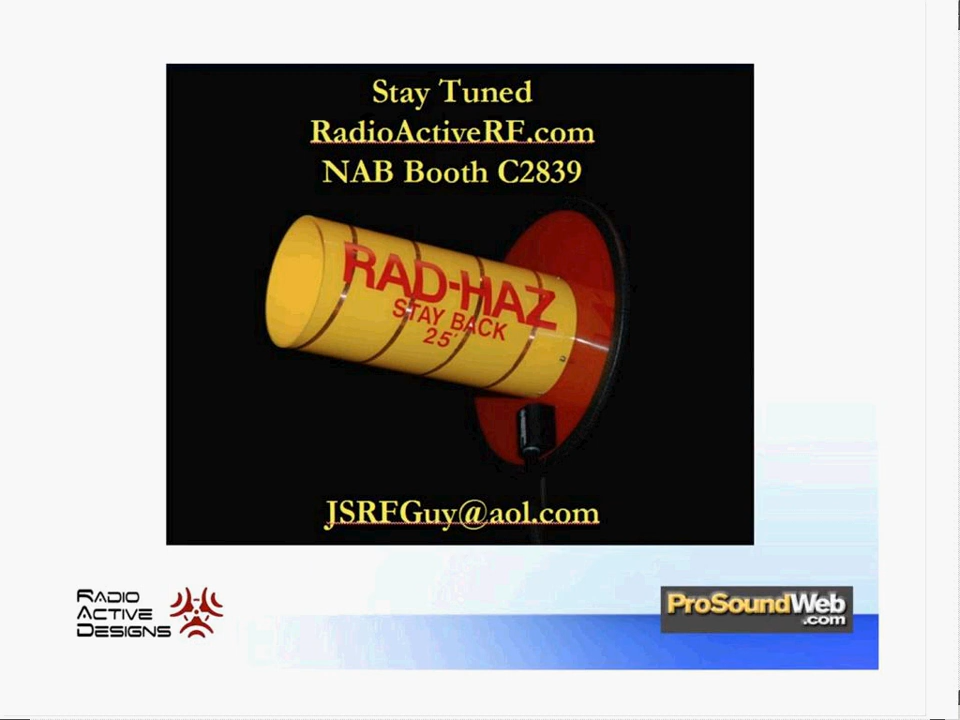 Stay Tuned
RadioActiveRF.com
NAB Booth C2839
RAD-HAZ
STAY BACK
25'
JSRFGuy@aol.com
RADIO
ACTIVE
DESIGNS
ProSoundWeb
.com